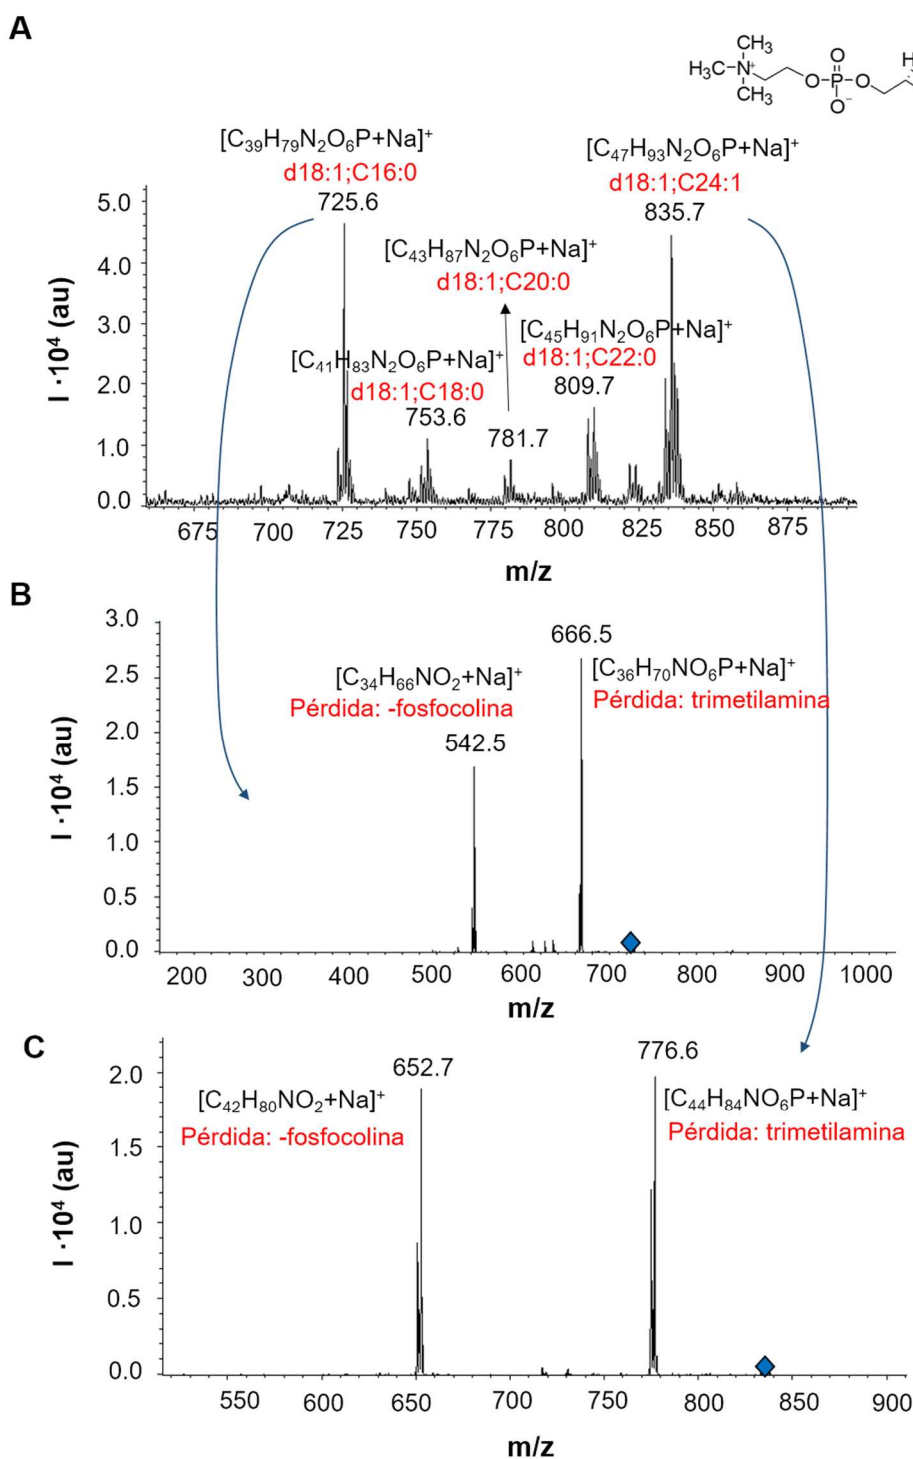 A
CH₃
H₃C N⁺ O P O H
CH₃ O⁻
O
[C₃₉H₇₉N₂O₆P+Na]⁺
d18:1;C16:0
725.6
[C₄₇H₉₃N₂O₆P+Na]⁺
d18:1;C24:1
835.7
[C₄₃H₈₇N₂O₆P+Na]⁺
d18:1;C20:0
[C₄₅H₉₁N₂O₆P+Na]⁺
d18:1;C22:0
809.7
[C₄₁H₈₃N₂O₆P+Na]⁺
d18:1;C18:0
753.6
781.7
I ·10⁴ (au)
5.0
4.0
3.0
2.0
1.0
0.0
675 700 725 750 775 800 825 850 875
m/z
B
3.0
2.5
2.0
1.5
1.0
0.5
0.0
I ·10⁴ (au)
666.5
[C₃₆H₇₀NO₆P+Na]⁺
Pérdida: trimetilamina
[C₃₄H₆₆NO₂+Na]⁺
Pérdida: -fosfocolina
542.5
200 300 400 500 600 700 800 900 1000
m/z
C
2.0
1.5
1.0
0.5
0.0
I ·10⁴ (au)
652.7
[C₄₂H₈₀NO₂+Na]⁺
Pérdida: -fosfocolina
776.6
[C₄₄H₈₄NO₆P+Na]⁺
Pérdida: trimetilamina
550 600 650 700 750 800 850 900
m/z